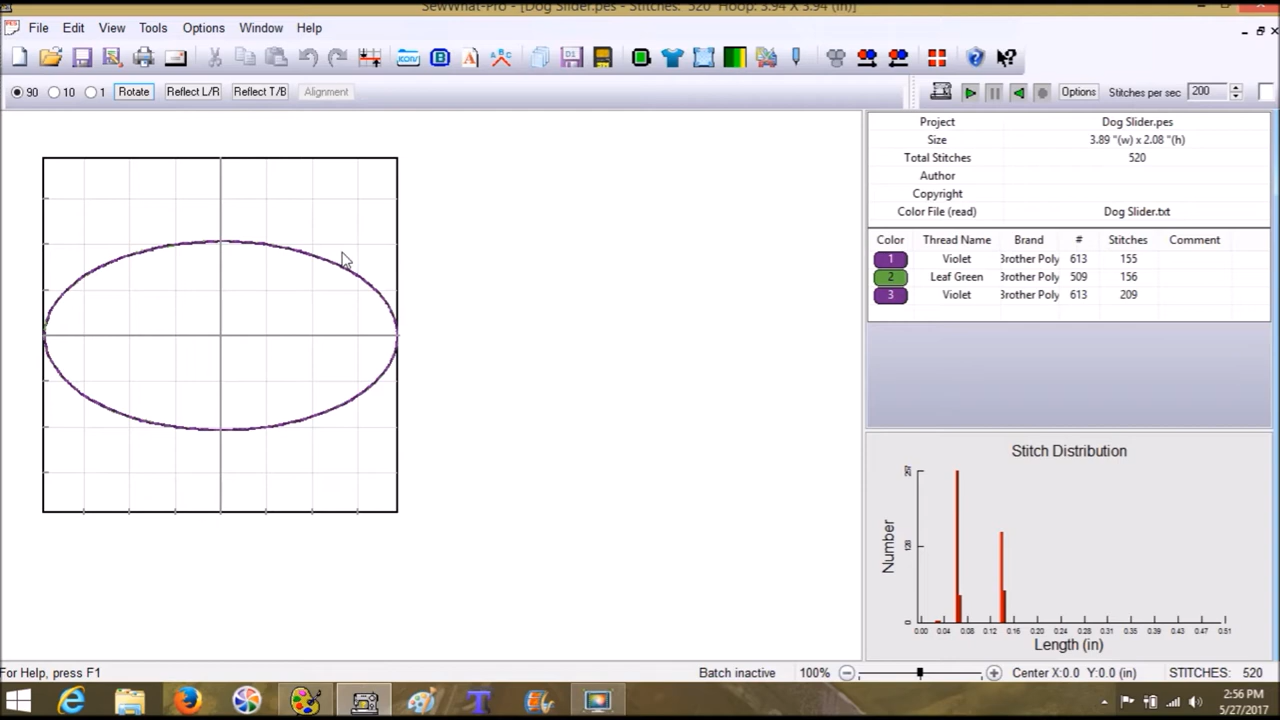 SewWhat-Pro - [Dog Slider.pes - Stitches: 520 Hoop: 3.94 X 3.94 (in)]
File Edit View Tools Options Window Help
90 10 1 Rotate Reflect L/R Reflect T/B Alignment Options Stitches per sec 200
Project Dog Slider.pes
Size 3.89 "(w) x 2.08 "(h)
Total Stitches 520
Author
Copyright
Color File (read) Dog Slider.txt
Color Thread Name Brand # Stitches Comment
1 Violet Brother Poly 613 155
2 Leaf Green Brother Poly 509 156
3 Violet Brother Poly 613 209
Stitch Distribution
Number
0
0.00 0.04 0.08 0.12 0.16 0.20 0.24 0.28 0.31 0.35 0.39 0.43 0.47 0.51
Length (in)
For Help, press F1 Batch inactive 100% Center X:0.0 Y:0.0 (in) STITCHES: 520
2:56 PM
5/27/2017